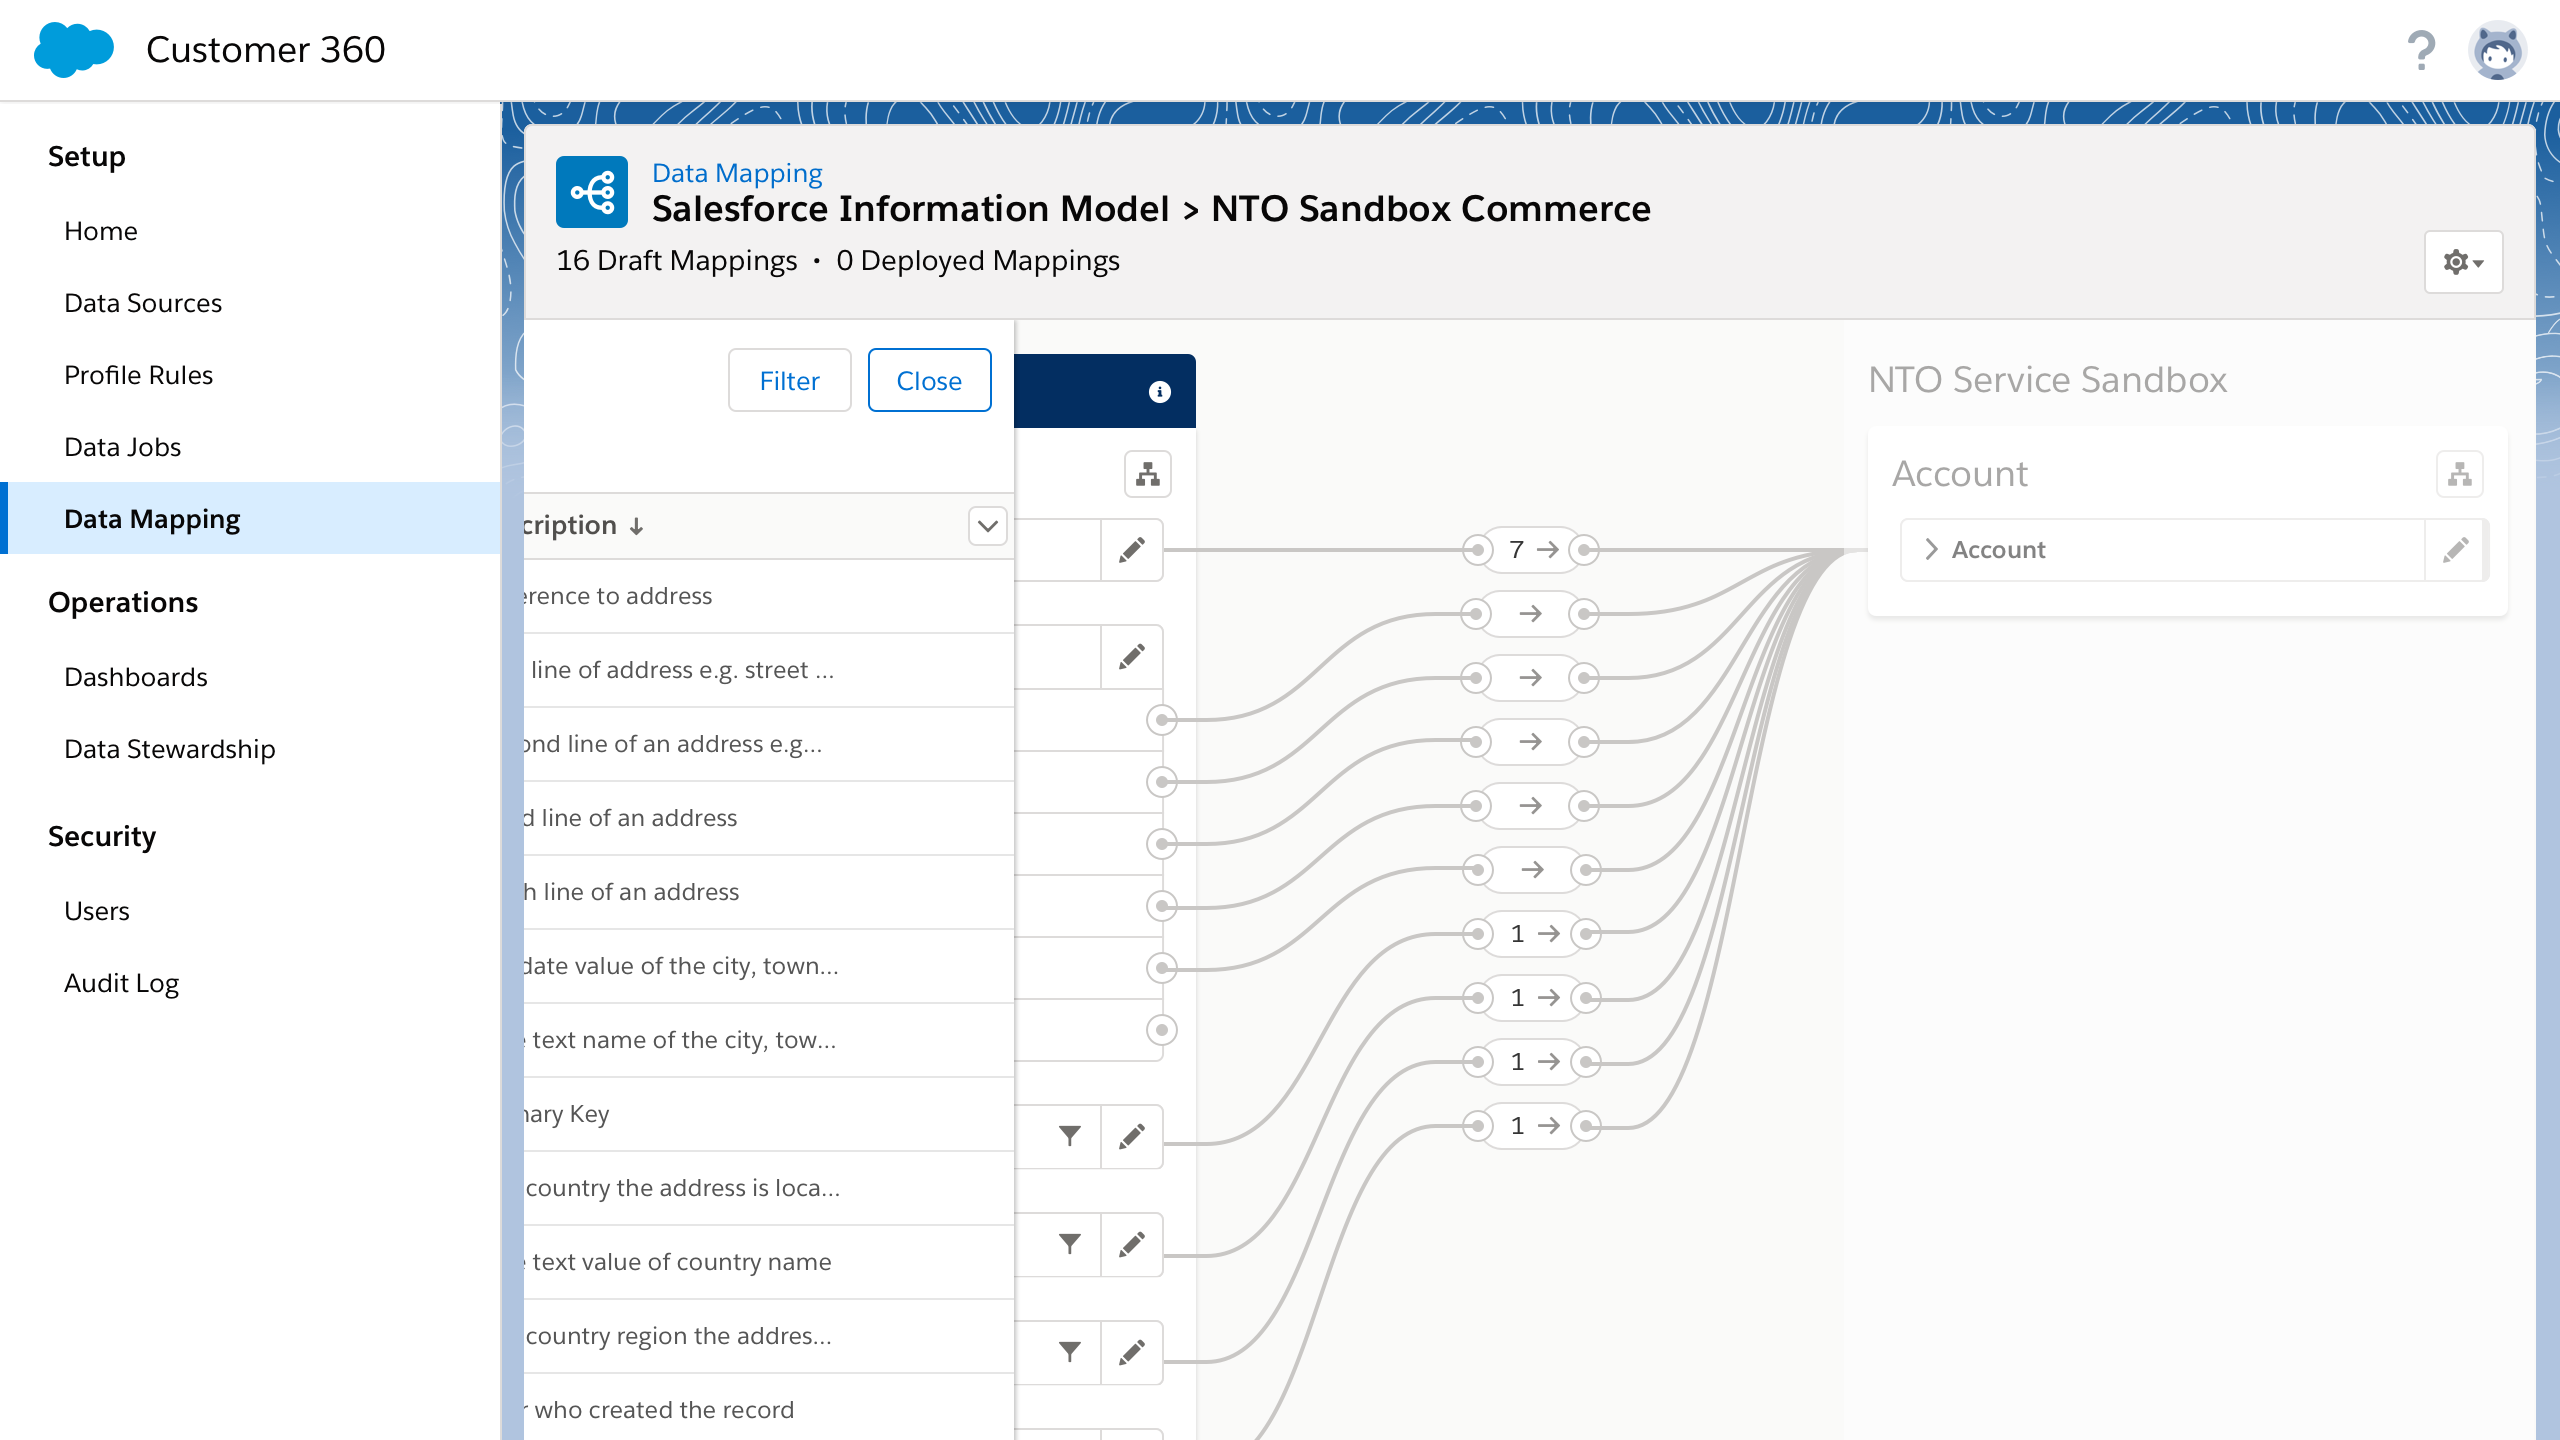 Customer 360
Setup
Home
Data Sources
Profile Rules
Data Jobs
Data Mapping
Operations
Dashboards
Data Stewardship
Security
Users
Audit Log
Data Mapping
Salesforce Information Model > NTO Sandbox Commerce
16 Draft Mappings • 0 Deployed Mappings
Filter
Close
cription
erence to address
line of address e.g. street ...
ond line of an address e.g...
d line of an address
h line of an address
date value of the city, town...
text name of the city, tow...
nary Key
country the address is loca...
text value of country name
country region the addres...
who created the record
7
1
1
1
1
NTO Service Sandbox
Account
Account